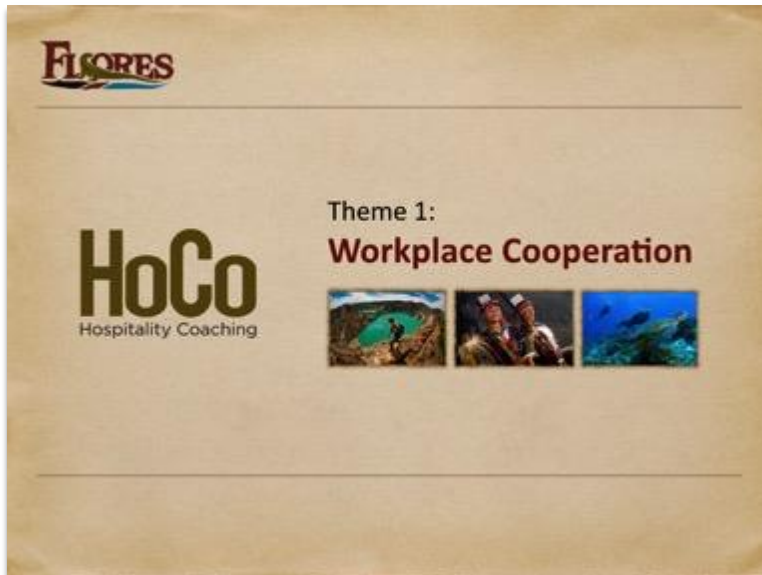 FLORES
Theme 1:
Workplace Cooperation
HoCo
Hospitality Coaching